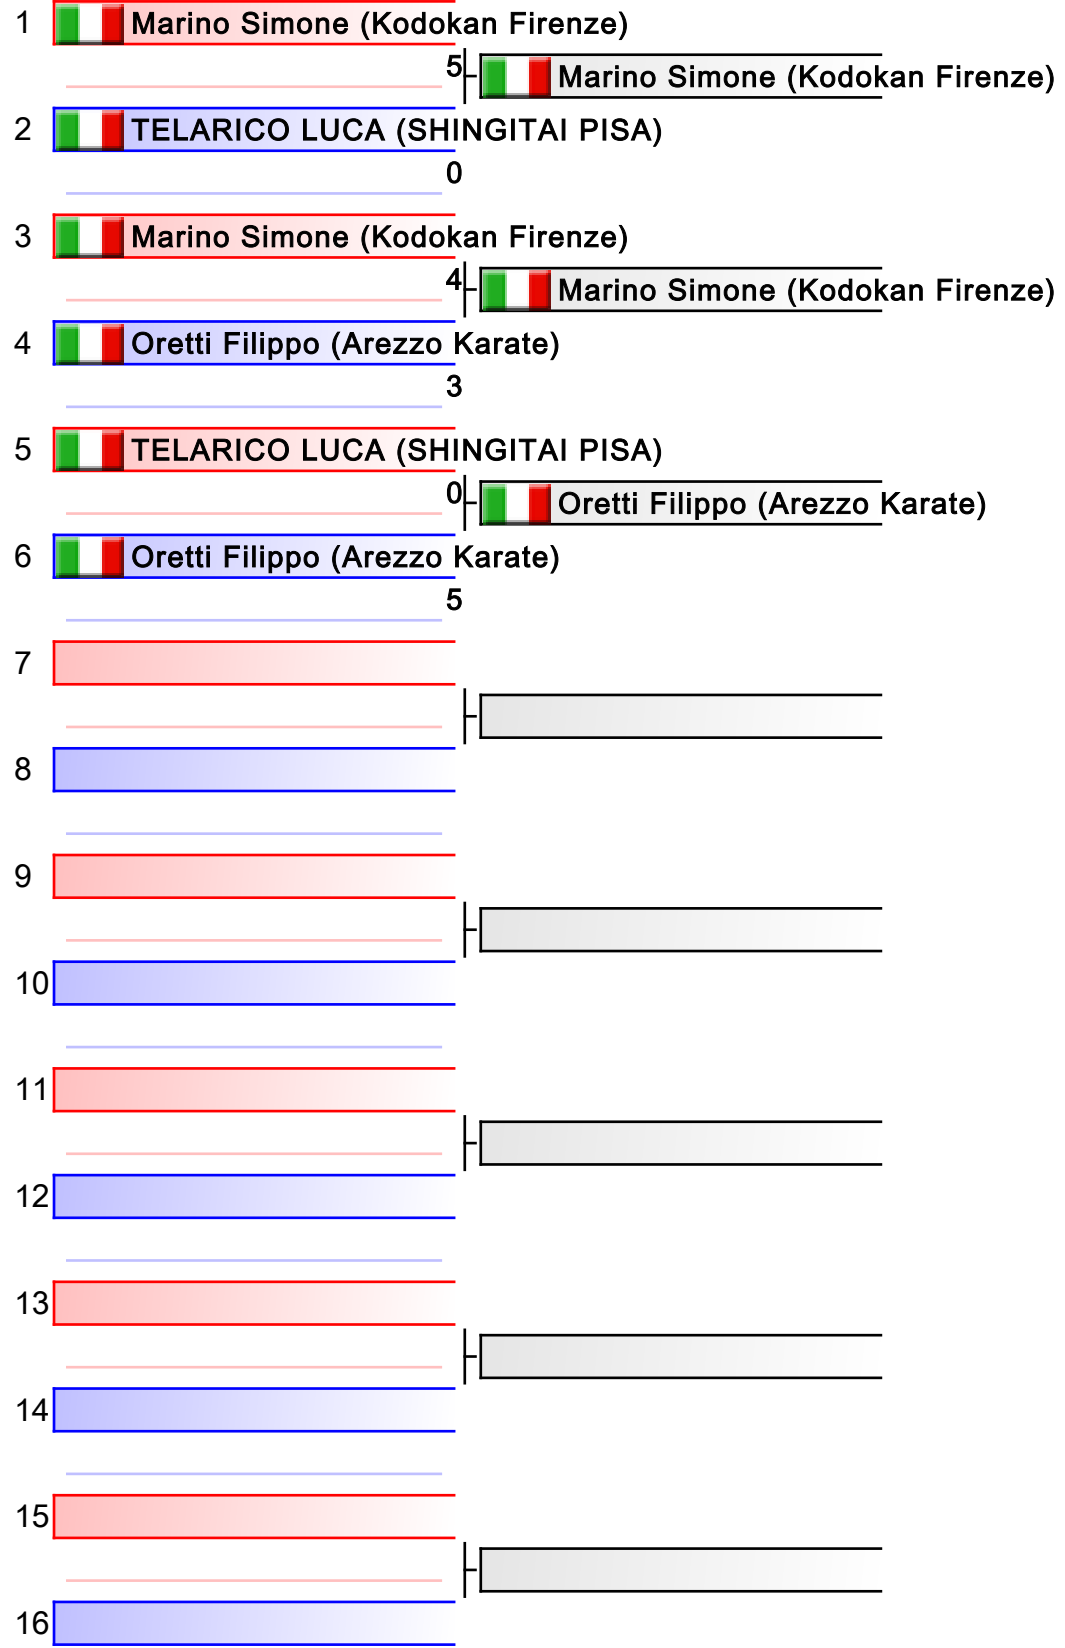 1 Marino Simone (Kodokan Firenze)
5 Marino Simone (Kodokan Firenze)
2 TELARICO LUCA (SHINGITAI PISA)
0
3 Marino Simone (Kodokan Firenze)
4 Marino Simone (Kodokan Firenze)
4 Oretti Filippo (Arezzo Karate)
3
5 TELARICO LUCA (SHINGITAI PISA)
0 Oretti Filippo (Arezzo Karate)
6 Oretti Filippo (Arezzo Karate)
5
7
8
9
10
11
12
13
14
15
16